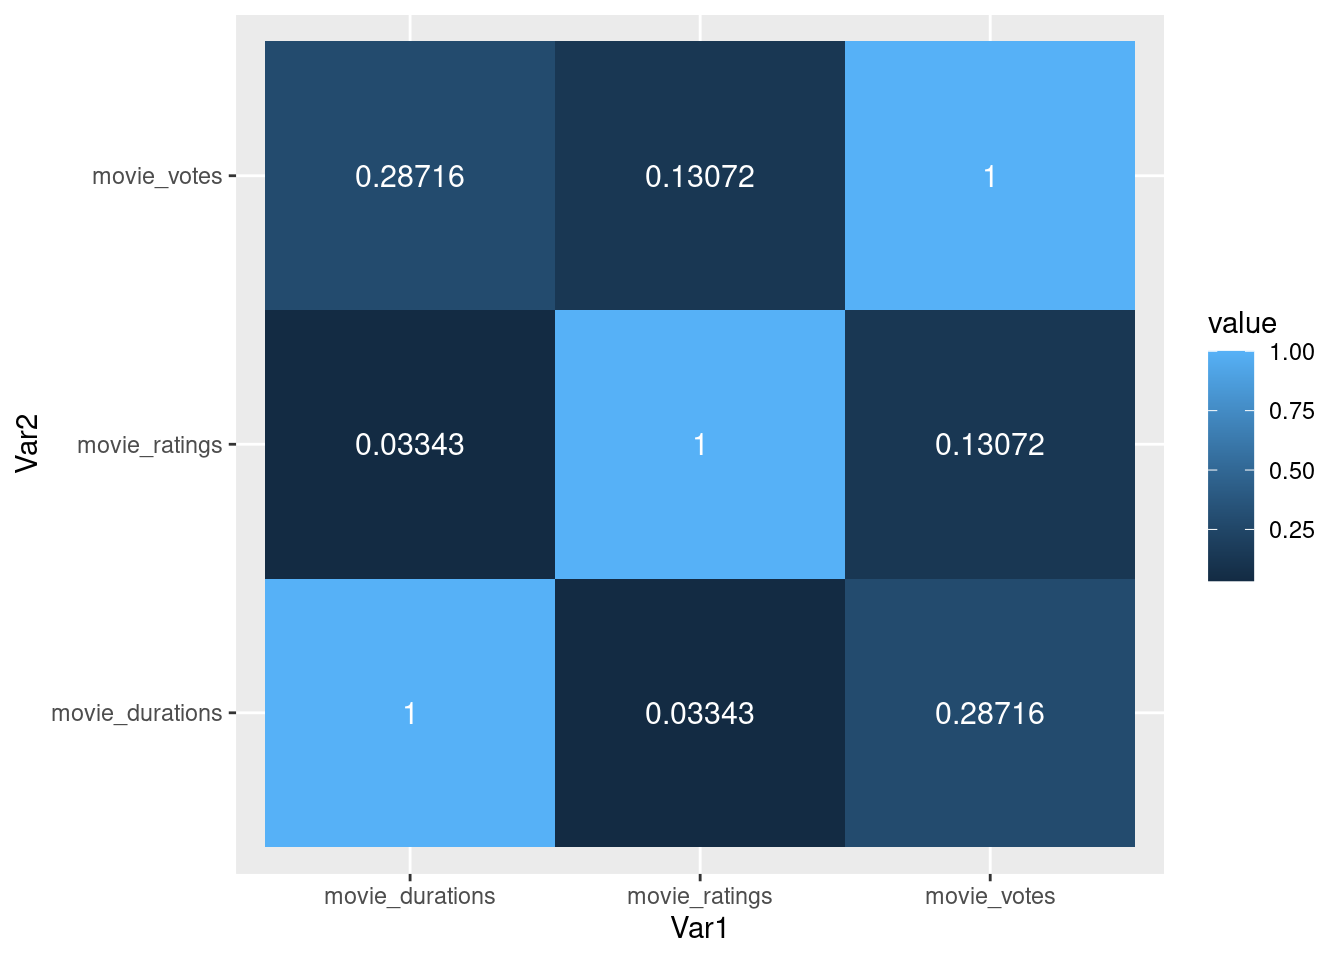 movie_votes
0.28716
0.13072
1
movie_ratings
0.03343
1
0.13072
movie_durations
1
0.03343
0.28716
movie_durations
movie_ratings
movie_votes
Var1
Var2
value
1.00
0.75
0.50
0.25